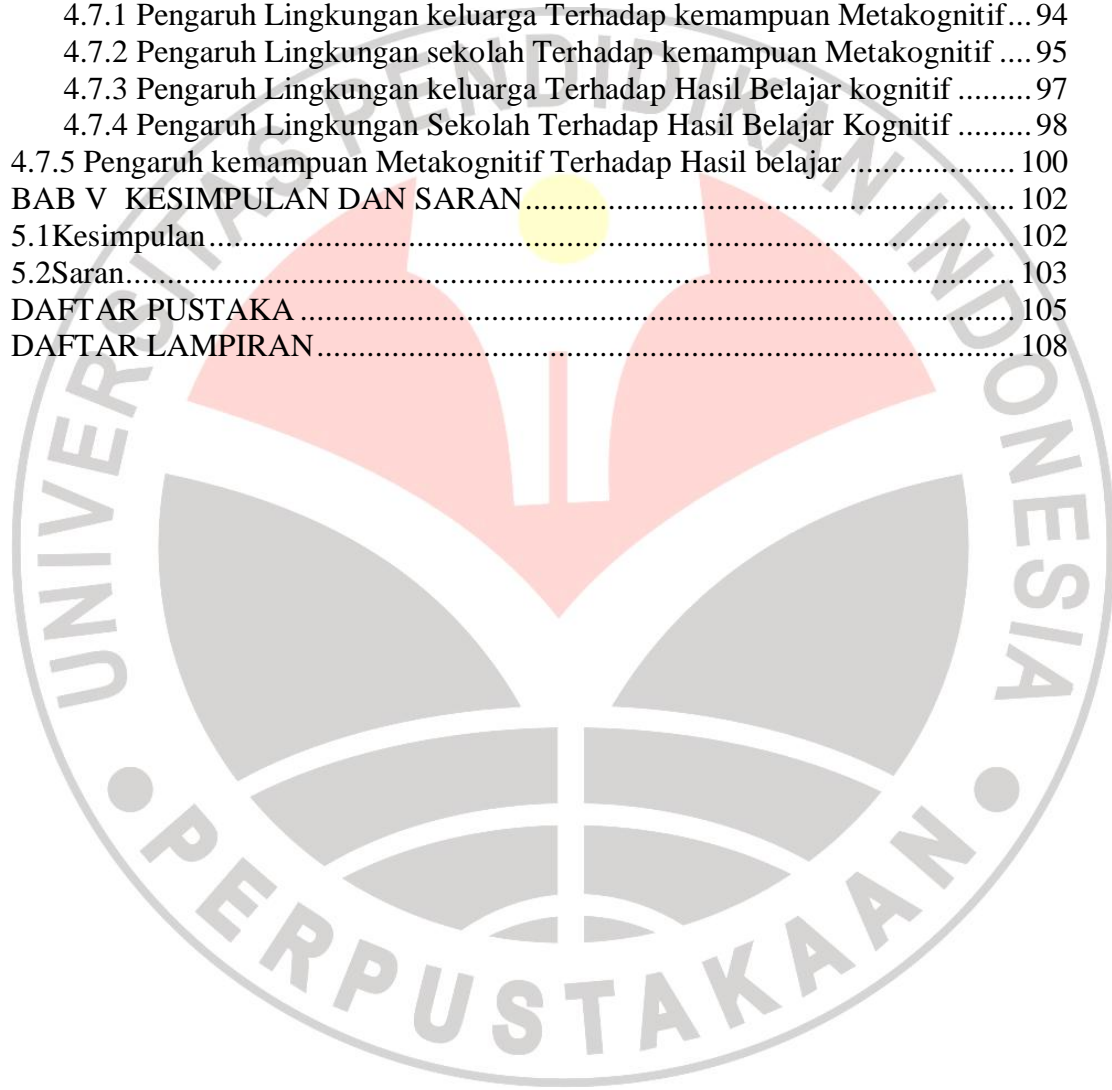 4.7.1 Pengaruh Lingkungan keluarga Terhadap kemampuan Metakognitif... 94
4.7.2 Pengaruh Lingkungan sekolah Terhadap kemampuan Metakognitif .... 95
4.7.3 Pengaruh Lingkungan keluarga Terhadap Hasil Belajar kognitif ......... 97
4.7.4 Pengaruh Lingkungan Sekolah Terhadap Hasil Belajar Kognitif ......... 98
4.7.5 Pengaruh kemampuan Metakognitif Terhadap Hasil belajar .................... 100
BAB V  KESIMPULAN DAN SARAN .......................................................... 102
5.1Kesimpulan ................................................................................................ 102
5.2Saran.......................................................................................................... 103
DAFTAR PUSTAKA ..................................................................................... 105
DAFTAR LAMPIRAN................................................................................... 108
UNIVERSITAS PENDIDIKAN INDONESIA
PERPUSTAKAAN